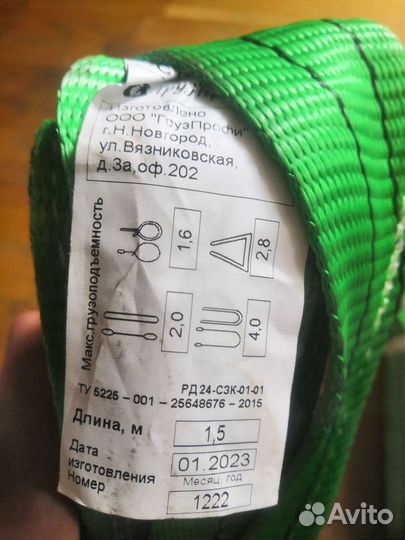 Изготовлено
ООО "ГрузПрофи"
г.Н.Новгород,
ул.Вязниковская,
д.3а,оф.202
Макс.грузоподъемность
1,6
2,8
2,0
4,0
ТУ 5225 – 001 – 25648676 – 2015
РД 24-СЗК-01-01
Длина, м
1,5
Дата
изготовления
01.2023
Месяц, год
Номер
1222
Avito